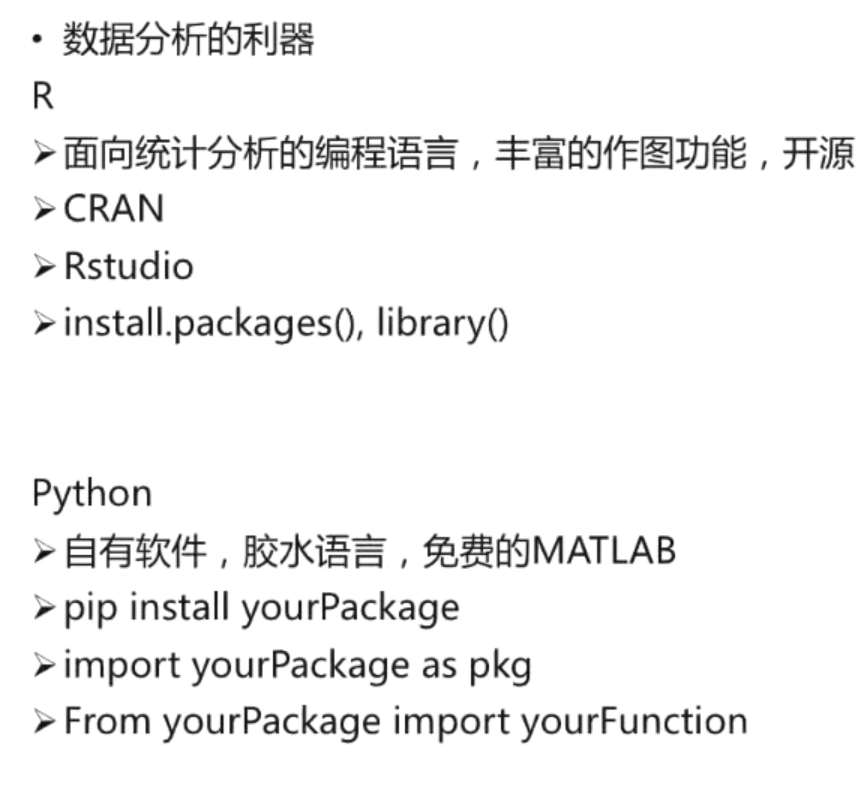 • 数据分析的利器
R
➢面向统计分析的编程语言，丰富的作图功能，开源
➢CRAN
➢Rstudio
➢install.packages(), library()
Python
➢自有软件，胶水语言，免费的MATLAB
➢pip install yourPackage
➢import yourPackage as pkg
➢From yourPackage import yourFunction